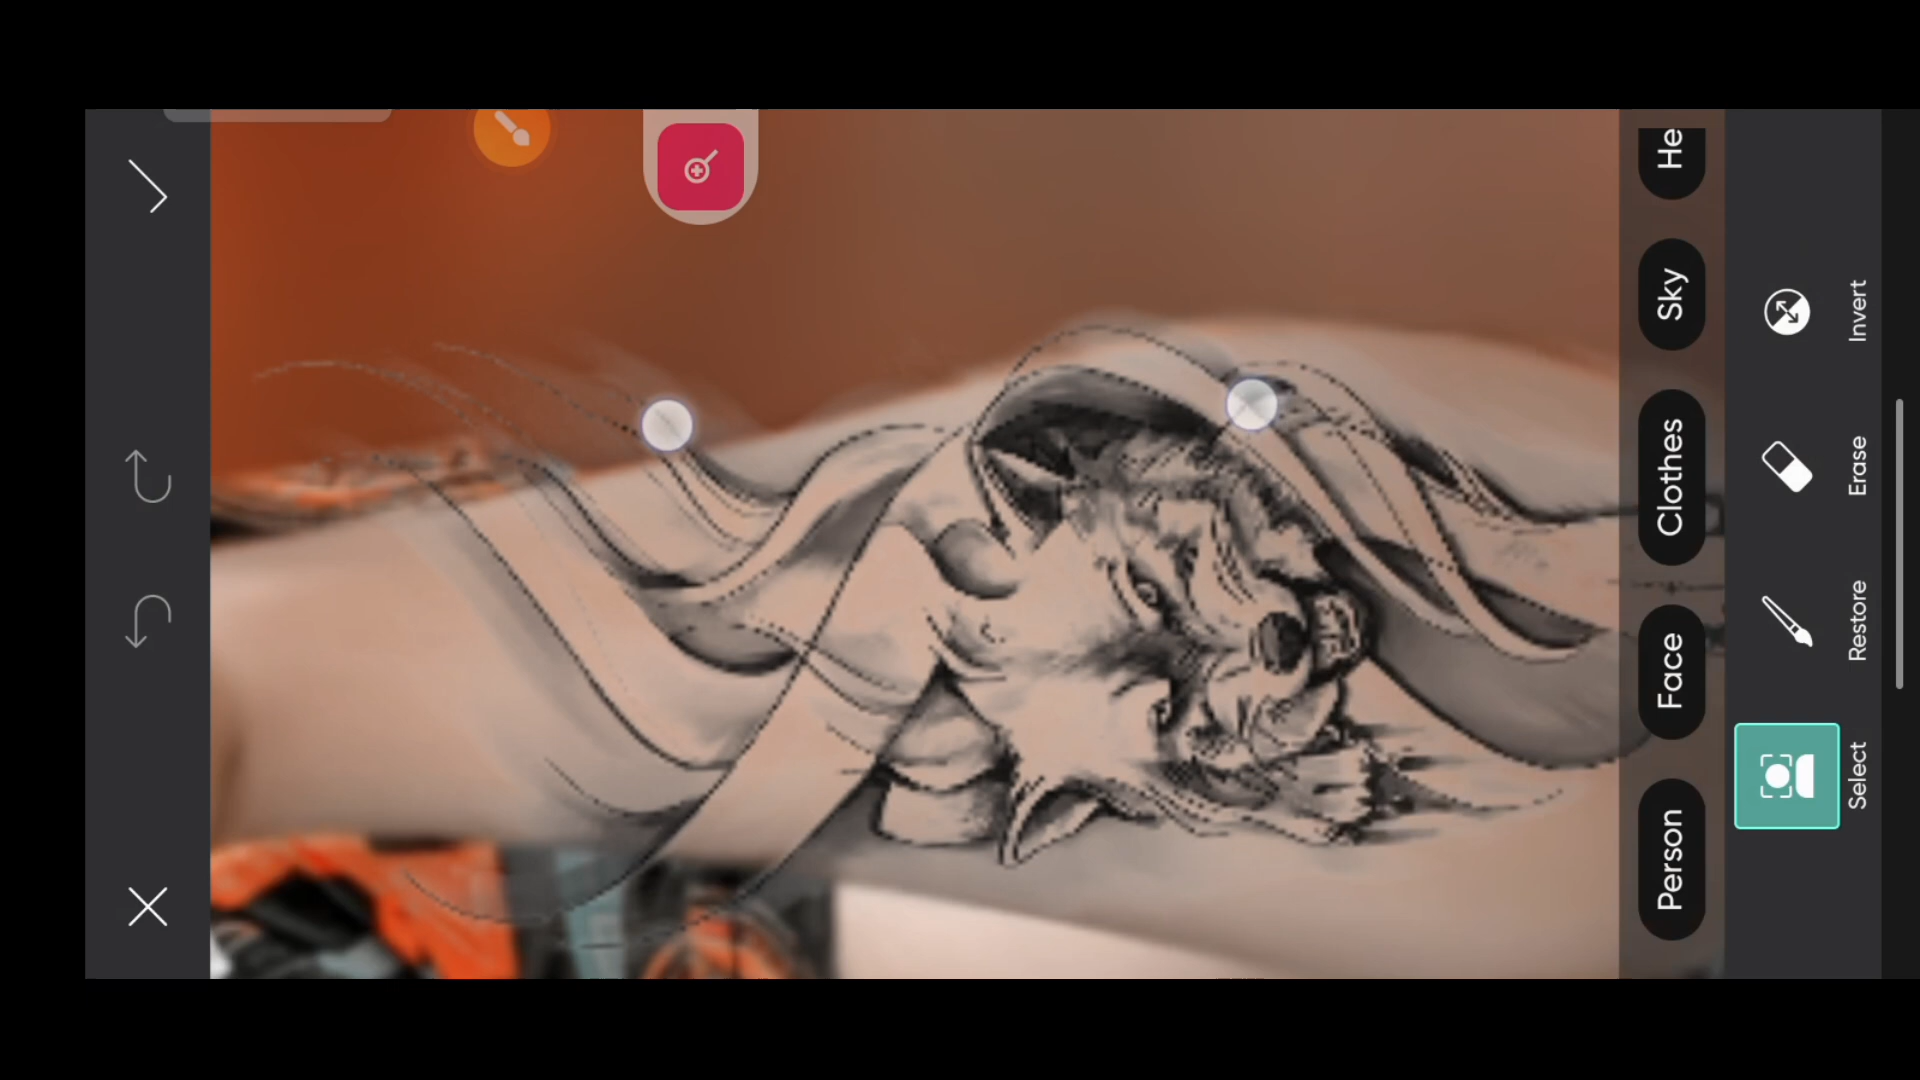 Person
Face
Clothes
Sky
He
Select
Restore
Erase
Invert